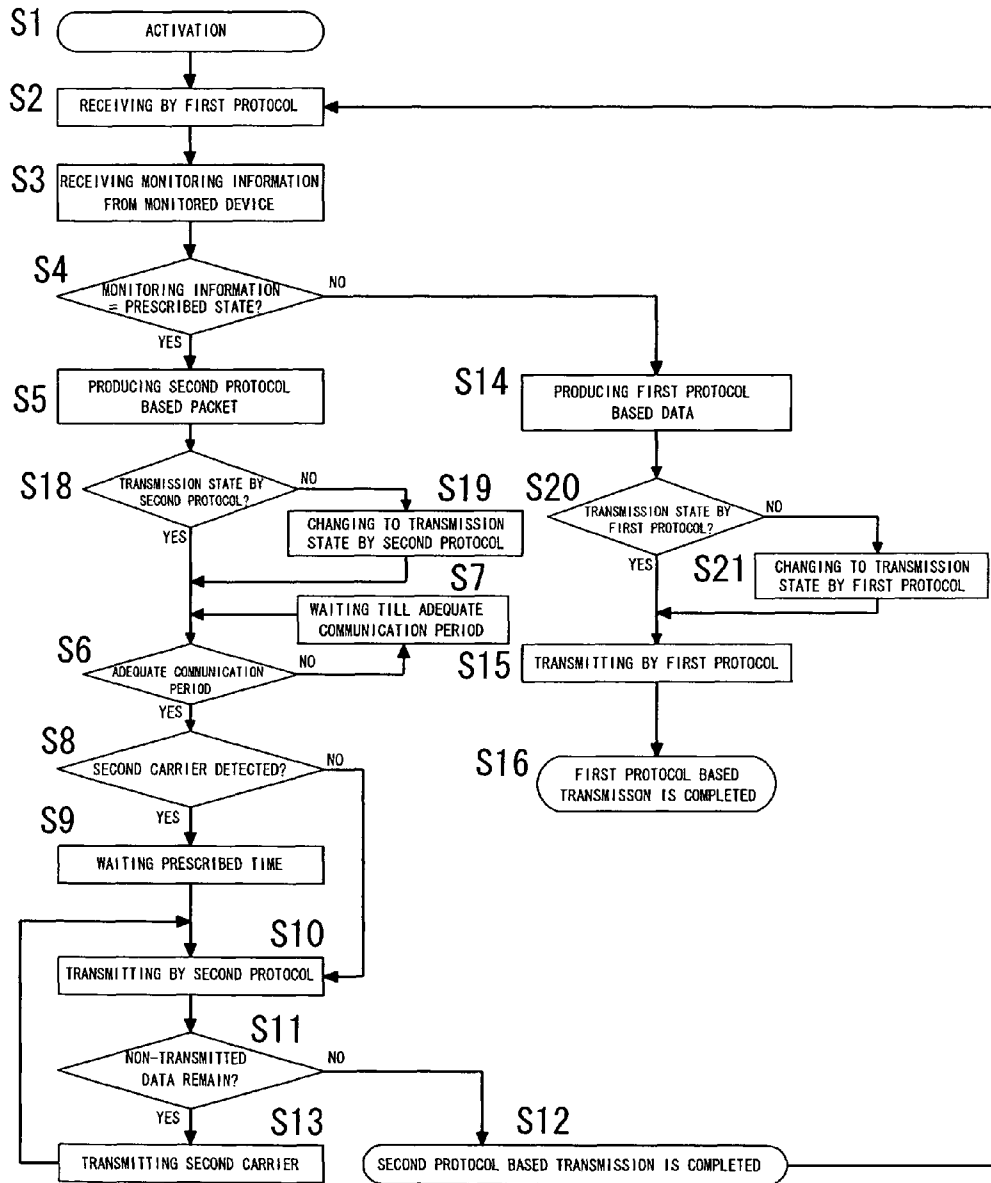 S1
ACTIVATION
S2
RECEIVING BY FIRST PROTOCOL
S3
RECEIVING MONITORING INFORMATION
FROM MONITORED DEVICE
S4
MONITORING INFORMATION
= PRESCRIBED STATE?
NO
YES
S5
PRODUCING SECOND PROTOCOL
BASED PACKET
S14
PRODUCING FIRST PROTOCOL
BASED DATA
S18
TRANSMISSION STATE BY
SECOND PROTOCOL?
NO
YES
S19
CHANGING TO TRANSMISSION
STATE BY SECOND PROTOCOL
S20
TRANSMISSION STATE BY
FIRST PROTOCOL?
NO
YES
S21
CHANGING TO TRANSMISSION
STATE BY FIRST PROTOCOL
S7
WAITING TILL ADEQUATE
COMMUNICATION PERIOD
S6
ADEQUATE COMMUNICATION
PERIOD
NO
YES
S15
TRANSMITTING BY FIRST PROTOCOL
S8
SECOND CARRIER DETECTED?
NO
YES
S16
FIRST PROTOCOL BASED
TRANSMISSON IS COMPLETED
S9
WAITING PRESCRIBED TIME
S10
TRANSMITTING BY SECOND PROTOCOL
S11
NON-TRANSMITTED
DATA REMAIN?
NO
YES
S13
TRANSMITTING SECOND CARRIER
S12
SECOND PROTOCOL BASED TRANSMISSION IS COMPLETED